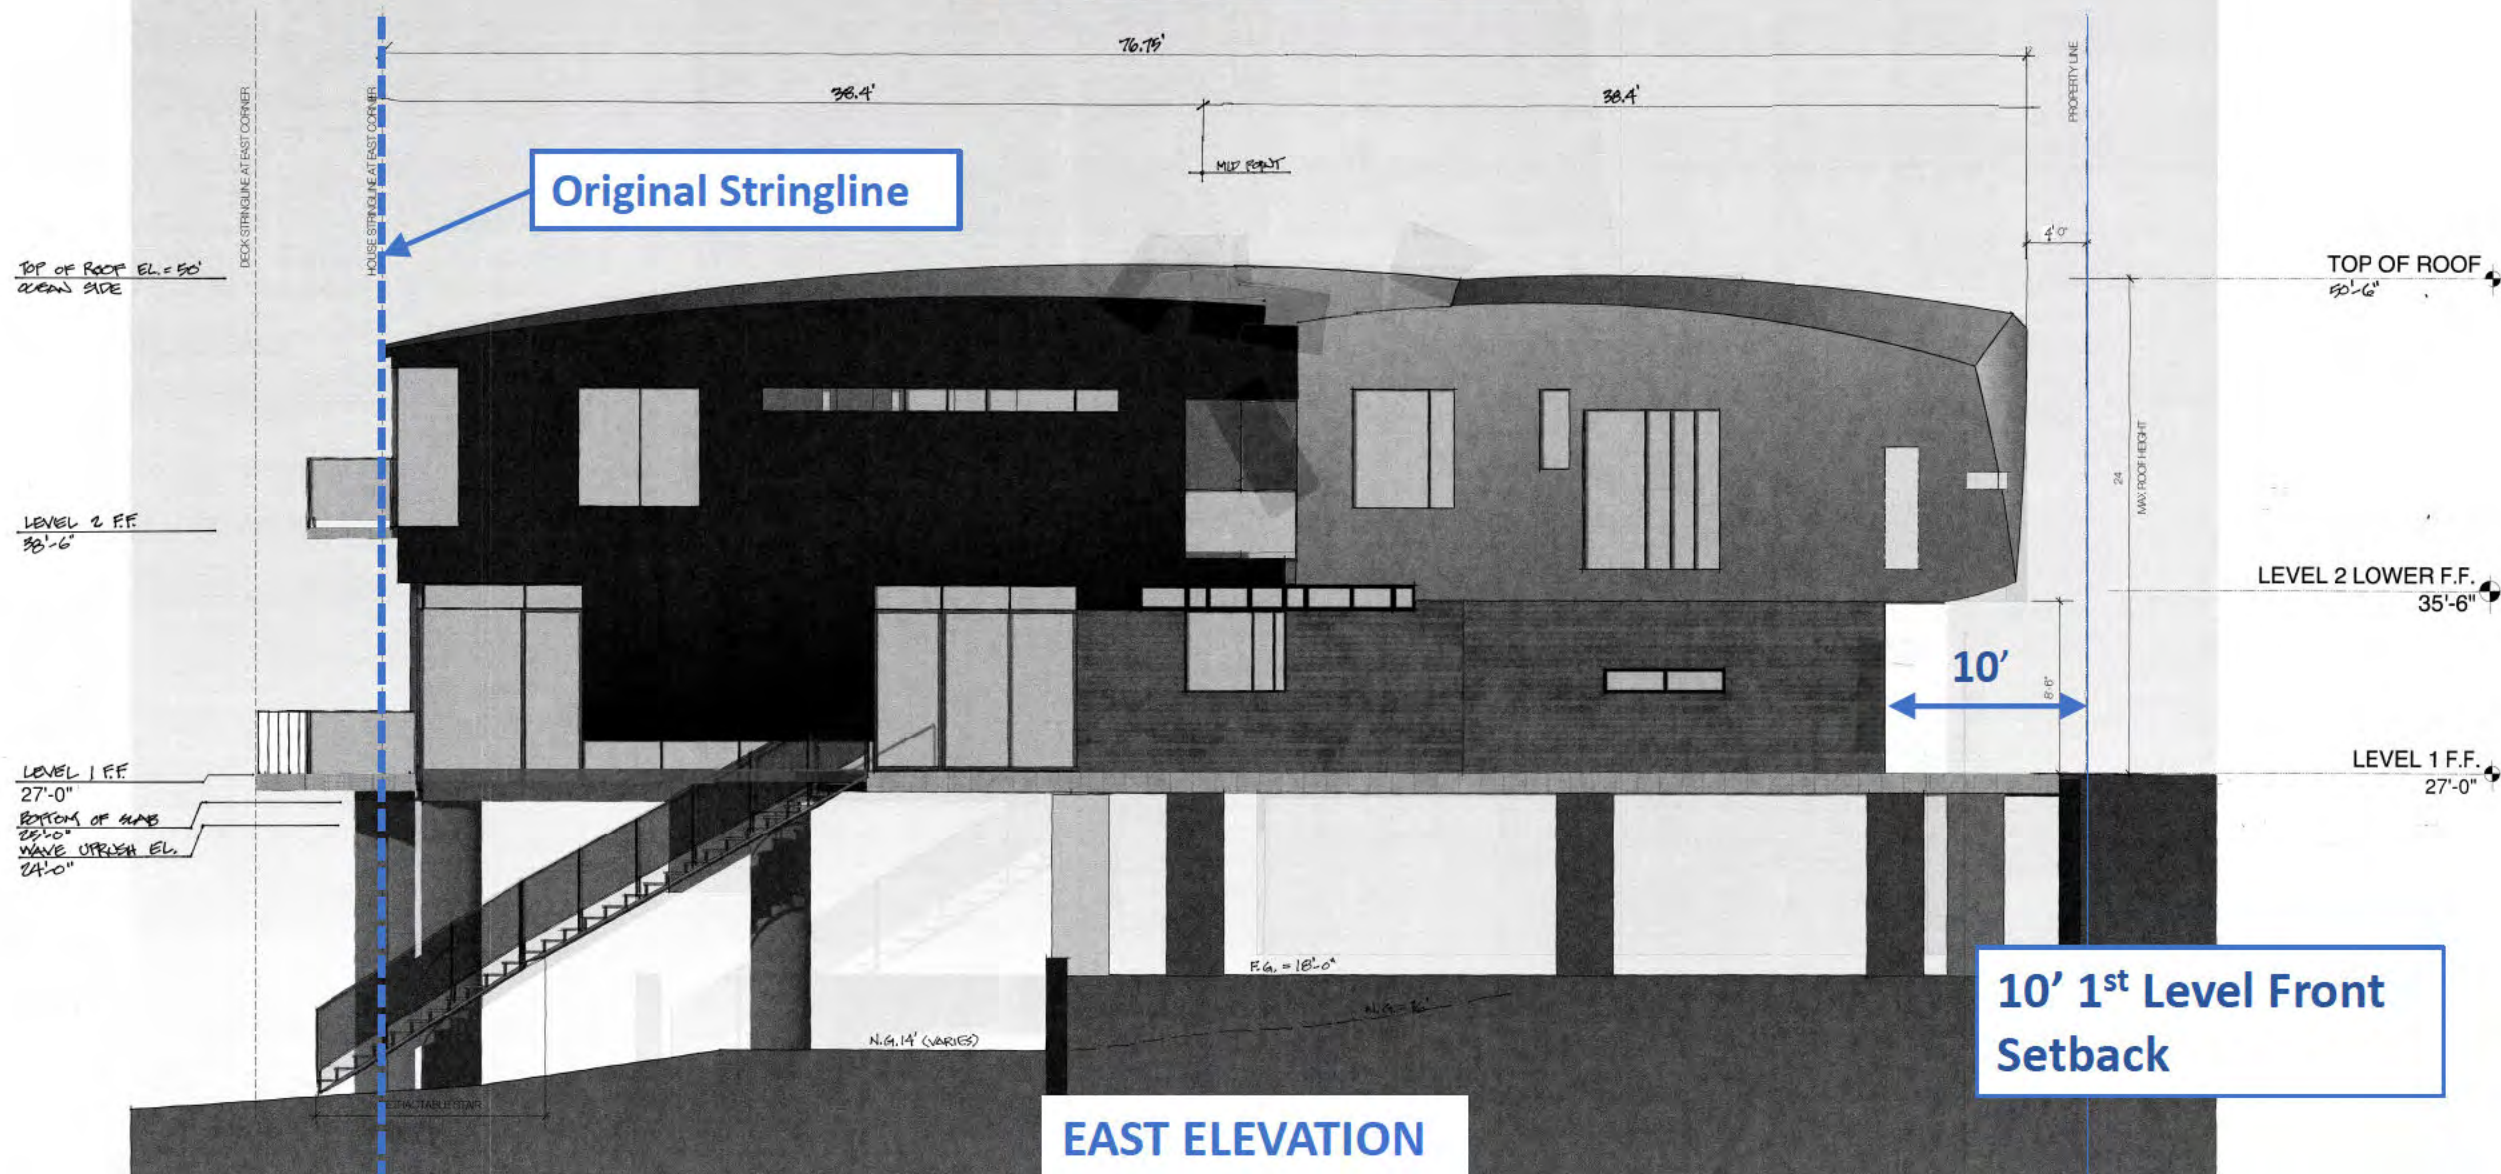 76.75'
38.4'
38.4'
MID POINT
PROPERTY LINE
DECK STRINGLINE AT EAST CORNER
HOUSE STRINGLINE AT EAST CORNER
Original Stringline
4'0"
TOP OF ROOF EL.= 50'
OCEAN SIDE
TOP OF ROOF
50'-6"
24
MAX ROOF HEIGHT
LEVEL 2 F.F.
38'-6"
LEVEL 2 LOWER F.F.
35'-6"
10'
8'-6"
LEVEL 1 F.F.
27'-0"
LEVEL 1 F.F.
27'-0"
BOTTOM OF SLAB
25'-0"
WAVE UPRUSH EL.
24'-0"
F.G. = 18'-0"
N.G. 14' (VARIES)
10' 1st Level Front
Setback
EAST ELEVATION